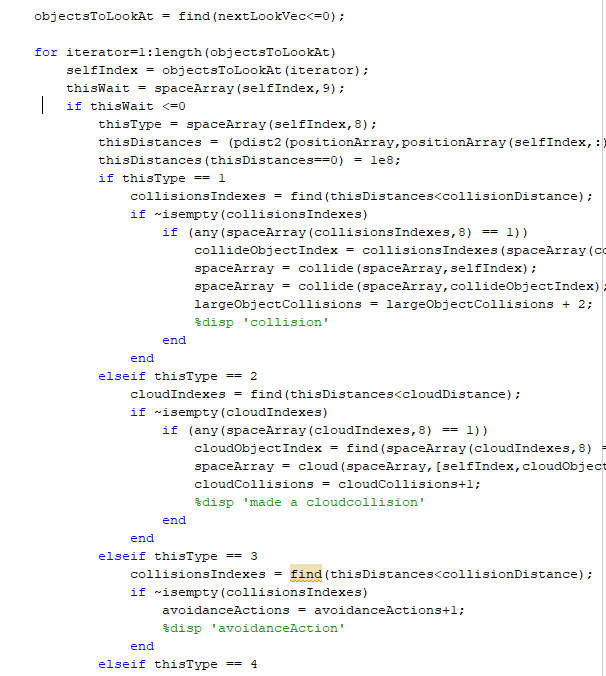 objectsToLookAt = find(nextLookVec<=0);
for iterator=1:length(objectsToLookAt)
selfIndex = objectsToLookAt(iterator);
thisWait = spaceArray(selfIndex,9);
if thisWait <=0
thisType = spaceArray(selfIndex,8);
thisDistances = (pdist2(positionArray,positionArray(selfIndex,:)
thisDistances(thisDistances==0) = 1e8;
if thisType == 1
collisionsIndexes = find(thisDistances<collisionDistance);
if ~isempty(collisionsIndexes)
if (any(spaceArray(collisionsIndexes,8) == 1))
collideObjectIndex = collisionsIndexes(spaceArray(co
spaceArray = collide(spaceArray,selfIndex);
spaceArray = collide(spaceArray,collideObjectIndex);
largeObjectCollisions = largeObjectCollisions + 2;
%disp 'collision'
end
end
elseif thisType == 2
cloudIndexes = find(thisDistances<cloudDistance);
if ~isempty(cloudIndexes)
if (any(spaceArray(cloudIndexes,8) == 1))
cloudObjectIndex = find(spaceArray(cloudIndexes,8) =
spaceArray = cloud(spaceArray,[selfIndex,cloudObject
cloudCollisions = cloudCollisions+1;
%disp 'made a cloudcollision'
end
end
elseif thisType == 3
collisionsIndexes = find(thisDistances<collisionDistance);
if ~isempty(collisionsIndexes)
avoidanceActions = avoidanceActions+1;
%disp 'avoidanceAction'
end
elseif thisType == 4